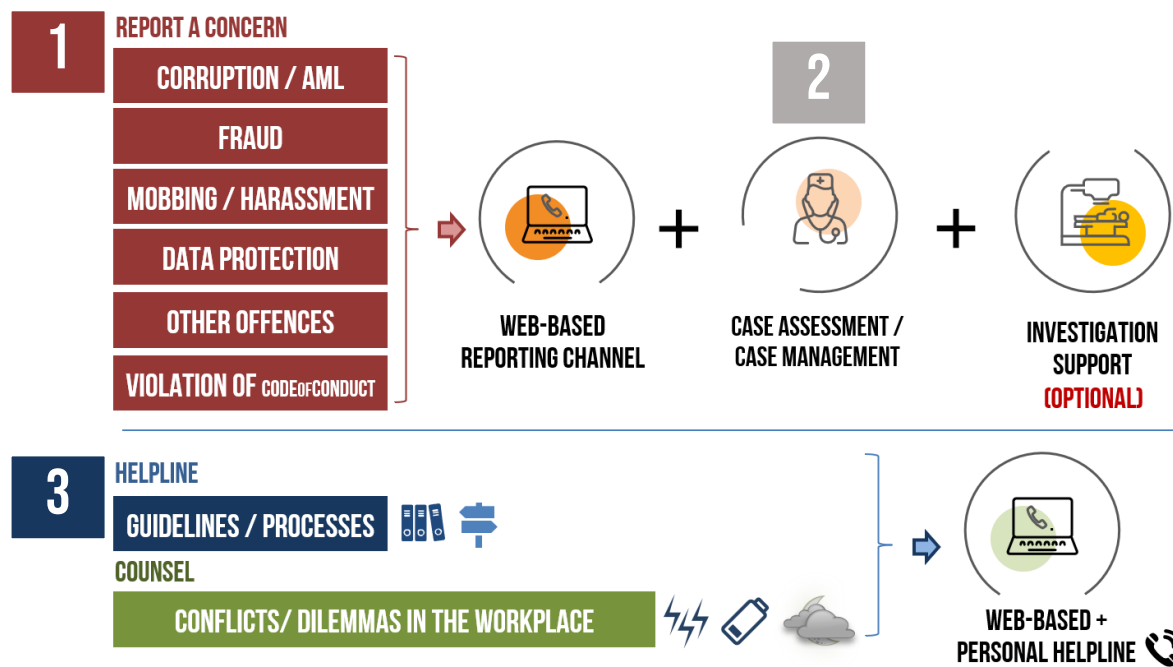 1
REPORT A CONCERN
CORRUPTION / AML
FRAUD
MOBBING / HARASSMENT
DATA PROTECTION
OTHER OFFENCES
VIOLATION OF CODEOFCONDUCT
WEB-BASED
REPORTING CHANNEL
+
2
CASE ASSESSMENT /
CASE MANAGEMENT
+
INVESTIGATION
SUPPORT
(OPTIONAL)
3
HELPLINE
GUIDELINES / PROCESSES
COUNSEL
CONFLICTS/ DILEMMAS IN THE WORKPLACE
WEB-BASED +
PERSONAL HELPLINE